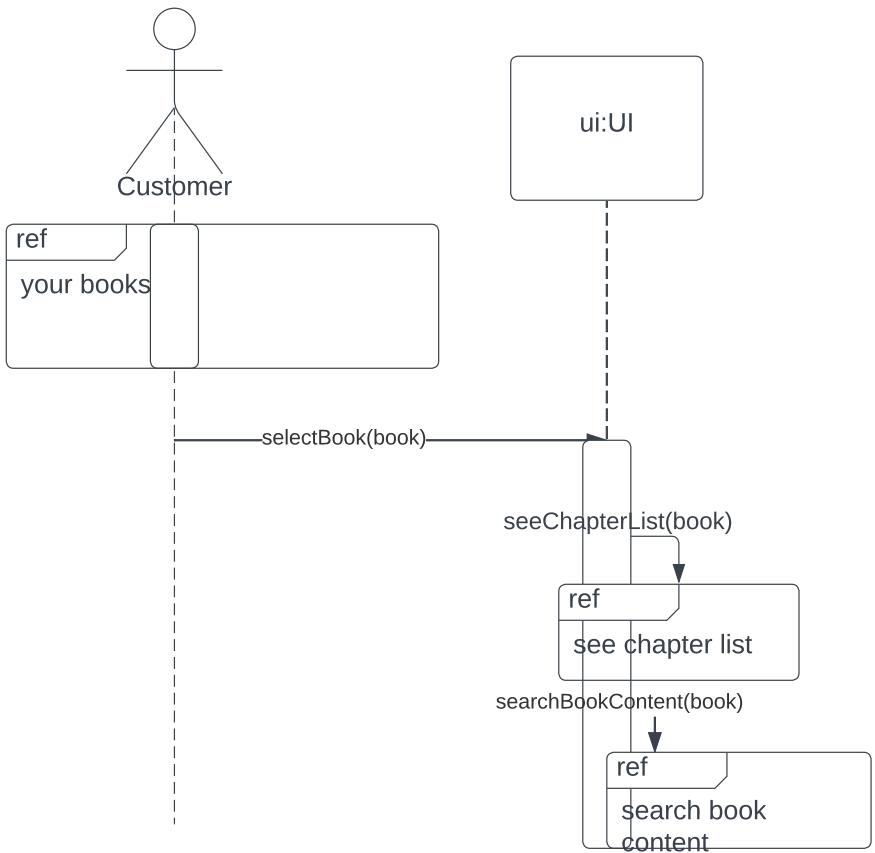 ui:UI
Customer
ref
your books
selectBook(book)
seeChapterList(book)
ref
see chapter list
searchBookContent(book)
ref
search book
content